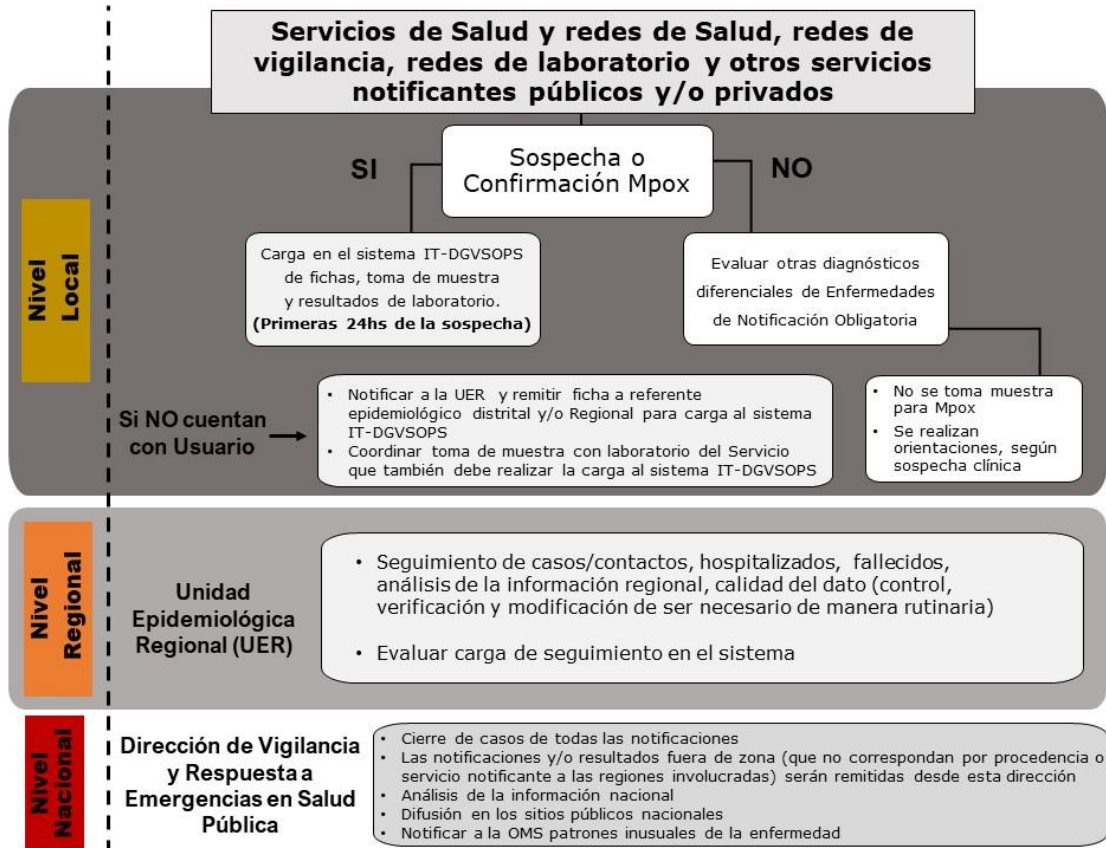 Servicios de Salud y redes de Salud, redes de
vigilancia, redes de laboratorio y otros servicios
notificantes públicos y/o privados
SI
Sospecha o
Confirmación Mpox
NO
Nivel
Local
Carga en el sistema IT-DGVSOPS
de fichas, toma de muestra
y resultados de laboratorio.
(Primeras 24hs de la sospecha)
Evaluar otras diagnósticos
diferenciales de Enfermedades
de Notificación Obligatoria
Si NO cuentan
con Usuario
• Notificar a la UER y remitir ficha a referente
epidemiológico distrital y/o Regional para carga al sistema
IT-DGVSOPS
• Coordinar toma de muestra con laboratorio del Servicio
que también debe realizar la carga al sistema IT-DGVSOPS
• No se toma muestra
para Mpox
• Se realizan
orientaciones, según
sospecha clínica
Nivel
Regional
Unidad
Epidemiológica
Regional (UER)
• Seguimiento de casos/contactos, hospitalizados, fallecidos,
análisis de la información regional, calidad del dato (control,
verificación y modificación de ser necesario de manera rutinaria)
• Evaluar carga de seguimiento en el sistema
Nivel
Nacional
Dirección de Vigilancia
y Respuesta a
Emergencias en Salud
Pública
• Cierre de casos de todas las notificaciones
• Las notificaciones y/o resultados fuera de zona (que no correspondan por procedencia o
servicio notificante a las regiones involucradas) serán remitidas desde esta dirección
• Análisis de la información nacional
• Difusión en los sitios públicos nacionales
• Notificar a la OMS patrones inusuales de la enfermedad